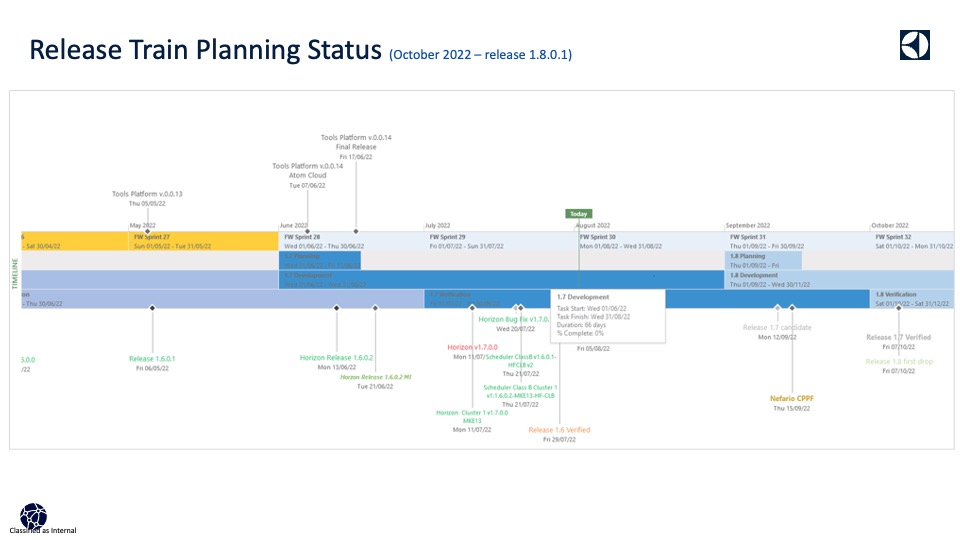 Release Train Planning Status (October 2022 – release 1.8.0.1)
Tools Platform v.0.0.14
Final Release
Fri 17/06/22
Tools Platform v.0.0.14
Atom Cloud
Tue 07/06/22
Tools Platform v.0.0.13
Thu 05/05/22
Today
May 2022
June 2022
July 2022
August 2022
September 2022
October 2022
TIMELINE
- Sat 30/04/22
FW Sprint 27
Sun 01/05/22 - Tue 31/05/22
FW Sprint 28
Wed 01/06/22 - Thu 30/06/22
FW Sprint 29
Fri 01/07/22 - Sun 31/07/22
FW Sprint 30
Mon 01/08/22 - Wed 31/08/22
FW Sprint 31
Thu 01/09/22 - Fri 30/09/22
FW Sprint 32
Sat 01/10/22 - Mon 31/10/22
1.7 Planning
1.8 Planning
Thu 01/09/22 - Fri
1.7 Development
1.8 Development
Thu 01/09/22 - Wed 30/11/22
on
- Thu 30/06/22
1.7 Verification
1.8 Verification
Sat 01/10/22 - Sat 31/12/22
1.7 Development
Task Start: Wed 01/06/22
Task Finish: Wed 31/08/22
Duration: 66 days
% Complete: 0%
Fri 05/08/22
5.0.0
/22
Release 1.6.0.1
Fri 06/05/22
Horizon Release 1.6.0.2
Mon 13/06/22
Horizon Release 1.6.0.2 M1
Tue 21/06/22
Horizon Bug Fix v1.7.0.
Wed 20/07/22
Horizon v1.7.0.0
Mon 11/07/
Scheduler ClassB v1.6.0.1-
HFCLB v2
Thu 21/07/22
Scheduler Class B Cluster 1
v1.1.6.0.2-MKE13-HF-CLB
Thu 21/07/22
Horizon Cluster 1 v1.7.0.0
MKE13
Mon 11/07/22
Release 1.6 Verified
Fri 29/07/22
Release 1.7 candidate
Mon 12/09/22
Nefario CPPF
Thu 15/09/22
Release 1.7 Verified
Fri 07/10/22
Release 1.8 first drop
Fri 07/10/22
Classified as Internal